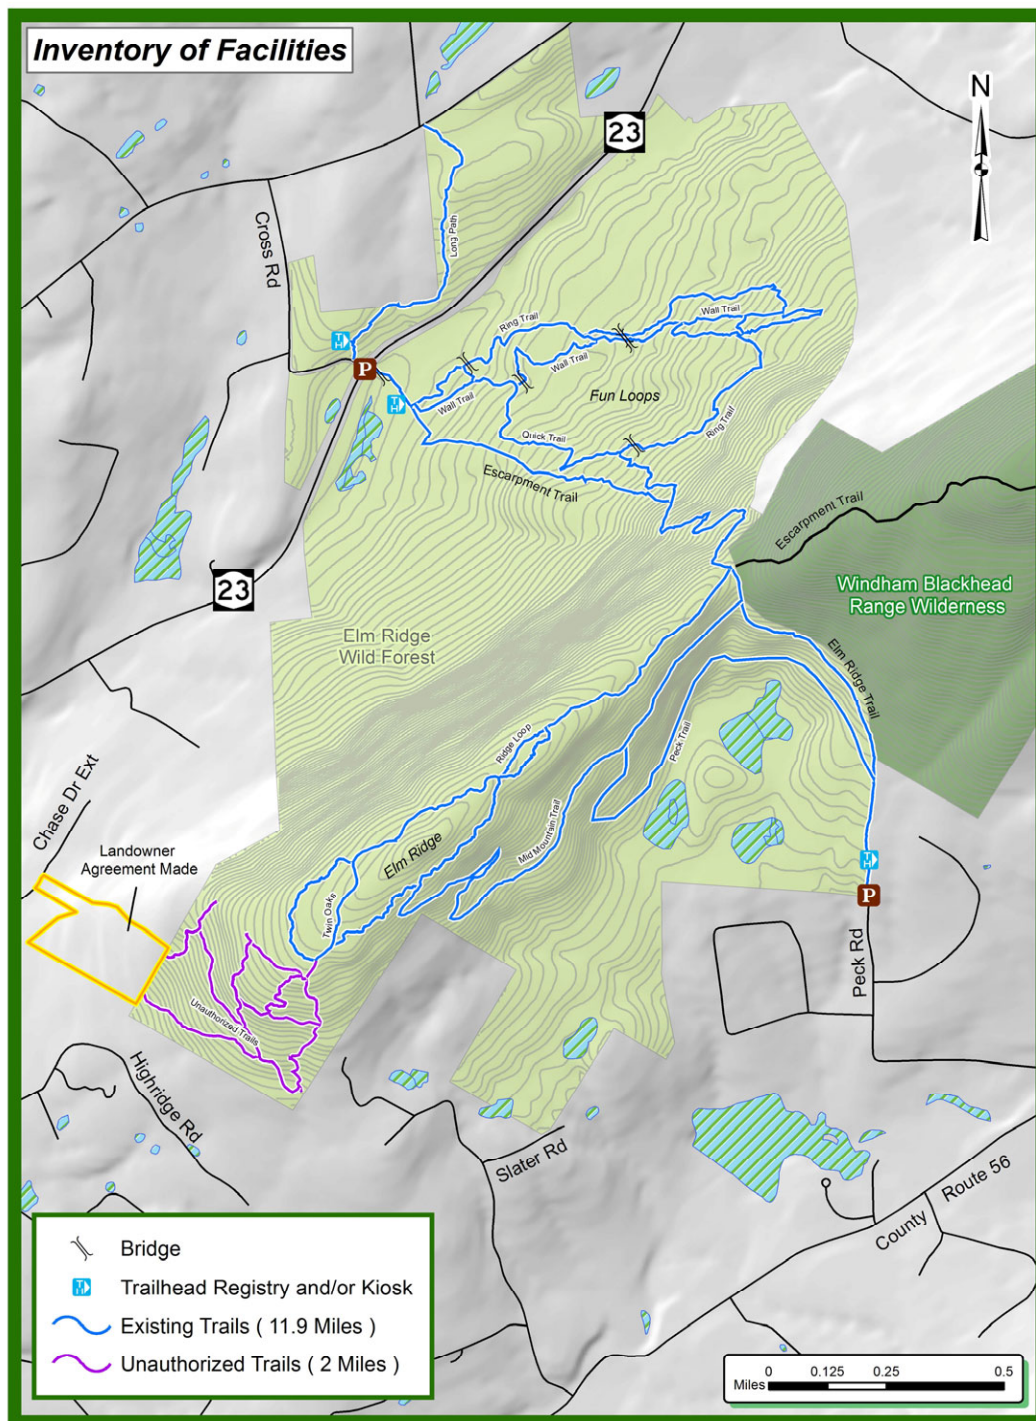 Inventory of Facilities
N
23
Cross Rd
Long Path
TH
P
Ring Trail
Wall Trail
Wall Trail
TH
Wall Trail
Fun Loops
Quick Trail
Ring Trail
Escarpment Trail
Escarpment Trail
23
Windham Blackhead
Range Wilderness
Elm Ridge
Wild Forest
Elm Ridge Trail
Peck Trail
Ridge Loop
Chase Dr Ext
Mid Mountain Trail
Landowner
Agreement Made
Elm Ridge
TH
P
Twin Oaks
Peck Rd
Unauthorized Trails
Highridge Rd
Slater Rd
County Route 56
Bridge
TH
Trailhead Registry and/or Kiosk
Existing Trails ( 11.9 Miles )
Unauthorized Trails ( 2 Miles )
0 0.125 0.25 0.5
Miles